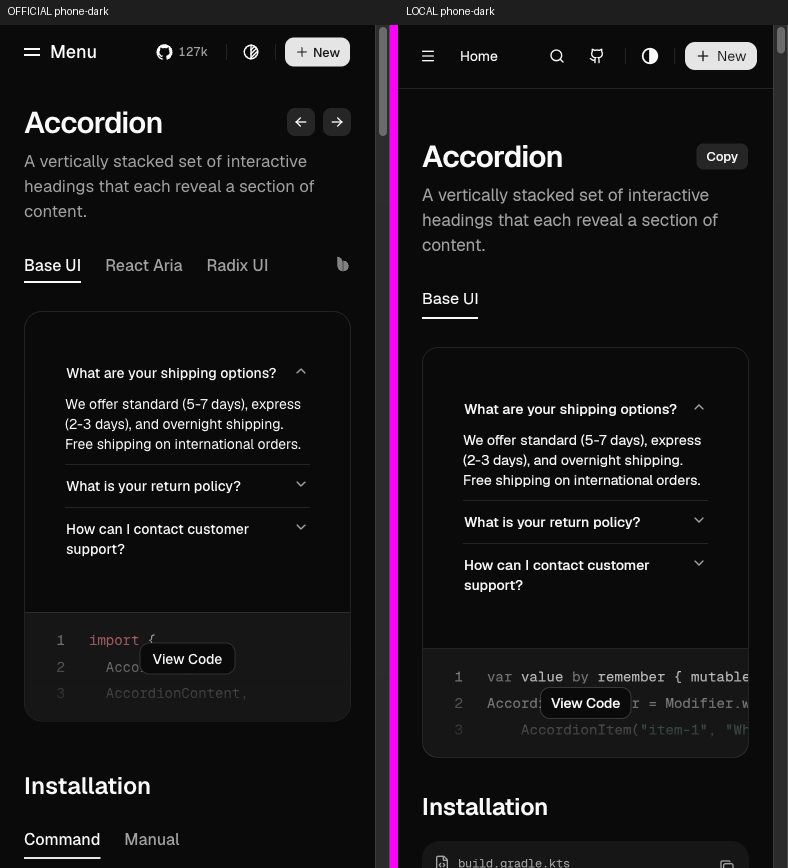 OFFICIAL phone-dark
Menu
127k
New
Accordion
A vertically stacked set of interactive
headings that each reveal a section of
content.
Base UI
React Aria
Radix UI
What are your shipping options?
We offer standard (5-7 days), express
(2-3 days), and overnight shipping.
Free shipping on international orders.
What is your return policy?
How can I contact customer
support?
1 import {
2 Acco
View Code
3 AccordionContent,
Installation
Command
Manual
LOCAL phone-dark
Home
New
Accordion
Copy
A vertically stacked set of interactive
headings that each reveal a section of
content.
Base UI
What are your shipping options?
We offer standard (5-7 days), express
(2-3 days), and overnight shipping.
Free shipping on international orders.
What is your return policy?
How can I contact customer
support?
1 var value by remember { mutable
2 Accordi
View Code
r = Modifier.w
3 AccordionItem("item-1", "Wh
Installation
build.gradle.kts